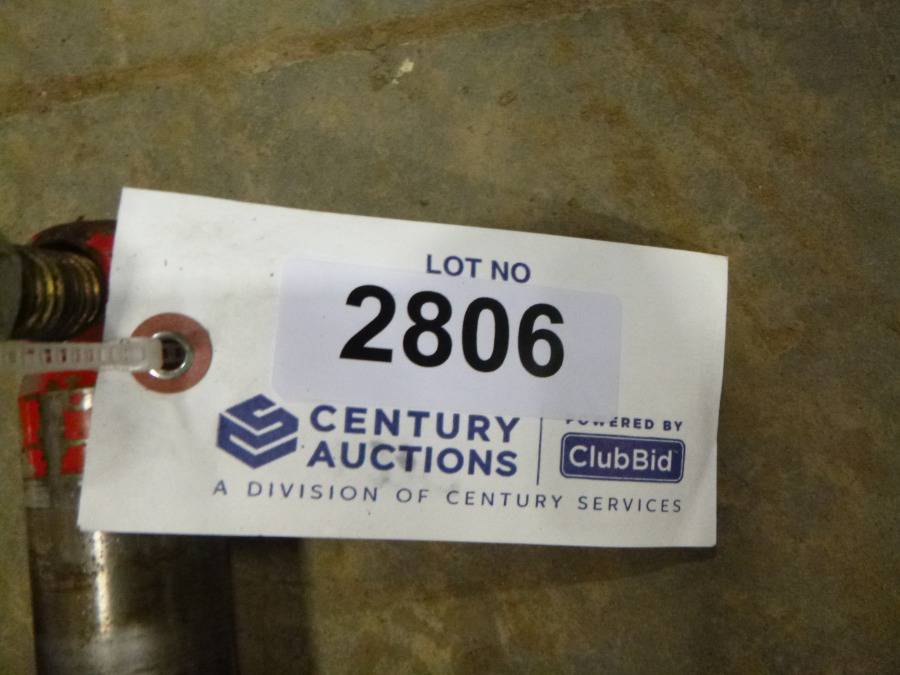 LOT NO
2806
CENTURY
AUCTIONS
A DIVISION OF CENTURY SERVICES
POWERED BY
ClubBid